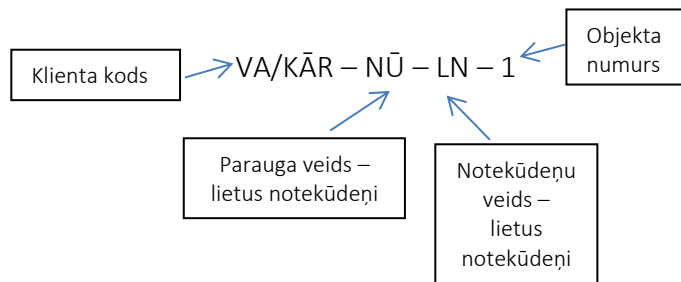 Klienta kods
VA/KĀR – NŪ – LN – 1
Objekta
numurs
Parauga veids –
lietus notekūdeņi
Notekūdeņu
veids –
lietus
notekūdeņi